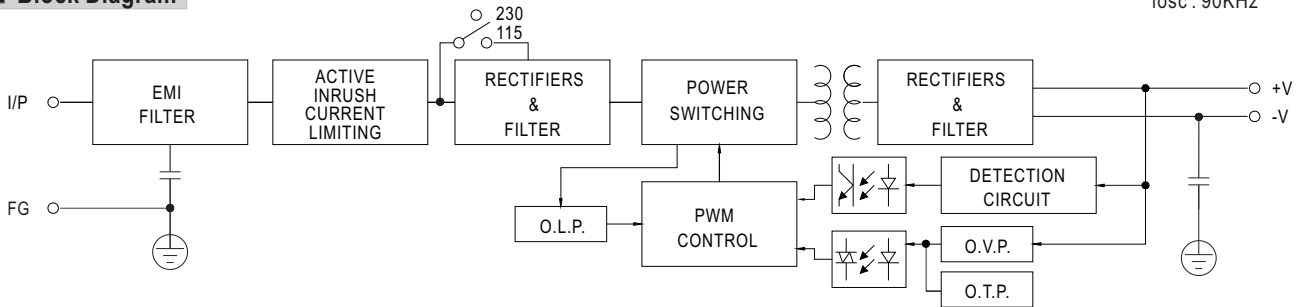 Block Diagram
fosc : 90KHz
230
115
I/P
EMI
FILTER
ACTIVE
INRUSH
CURRENT
LIMITING
RECTIFIERS
&
FILTER
POWER
SWITCHING
RECTIFIERS
&
FILTER
+V
-V
FG
O.L.P.
PWM
CONTROL
DETECTION
CIRCUIT
O.V.P.
O.T.P.